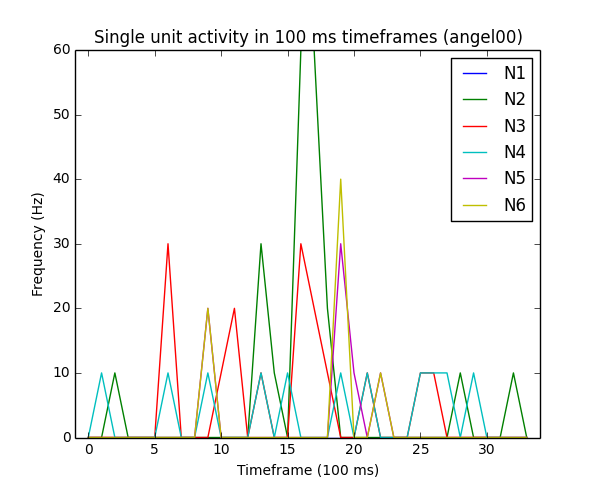 Single unit activity in 100 ms timeframes (angel00)
60
50
40
30
20
10
0
Frequency (Hz)
N1
N2
N3
N4
N5
N6
0 5 10 15 20 25 30
Timeframe (100 ms)